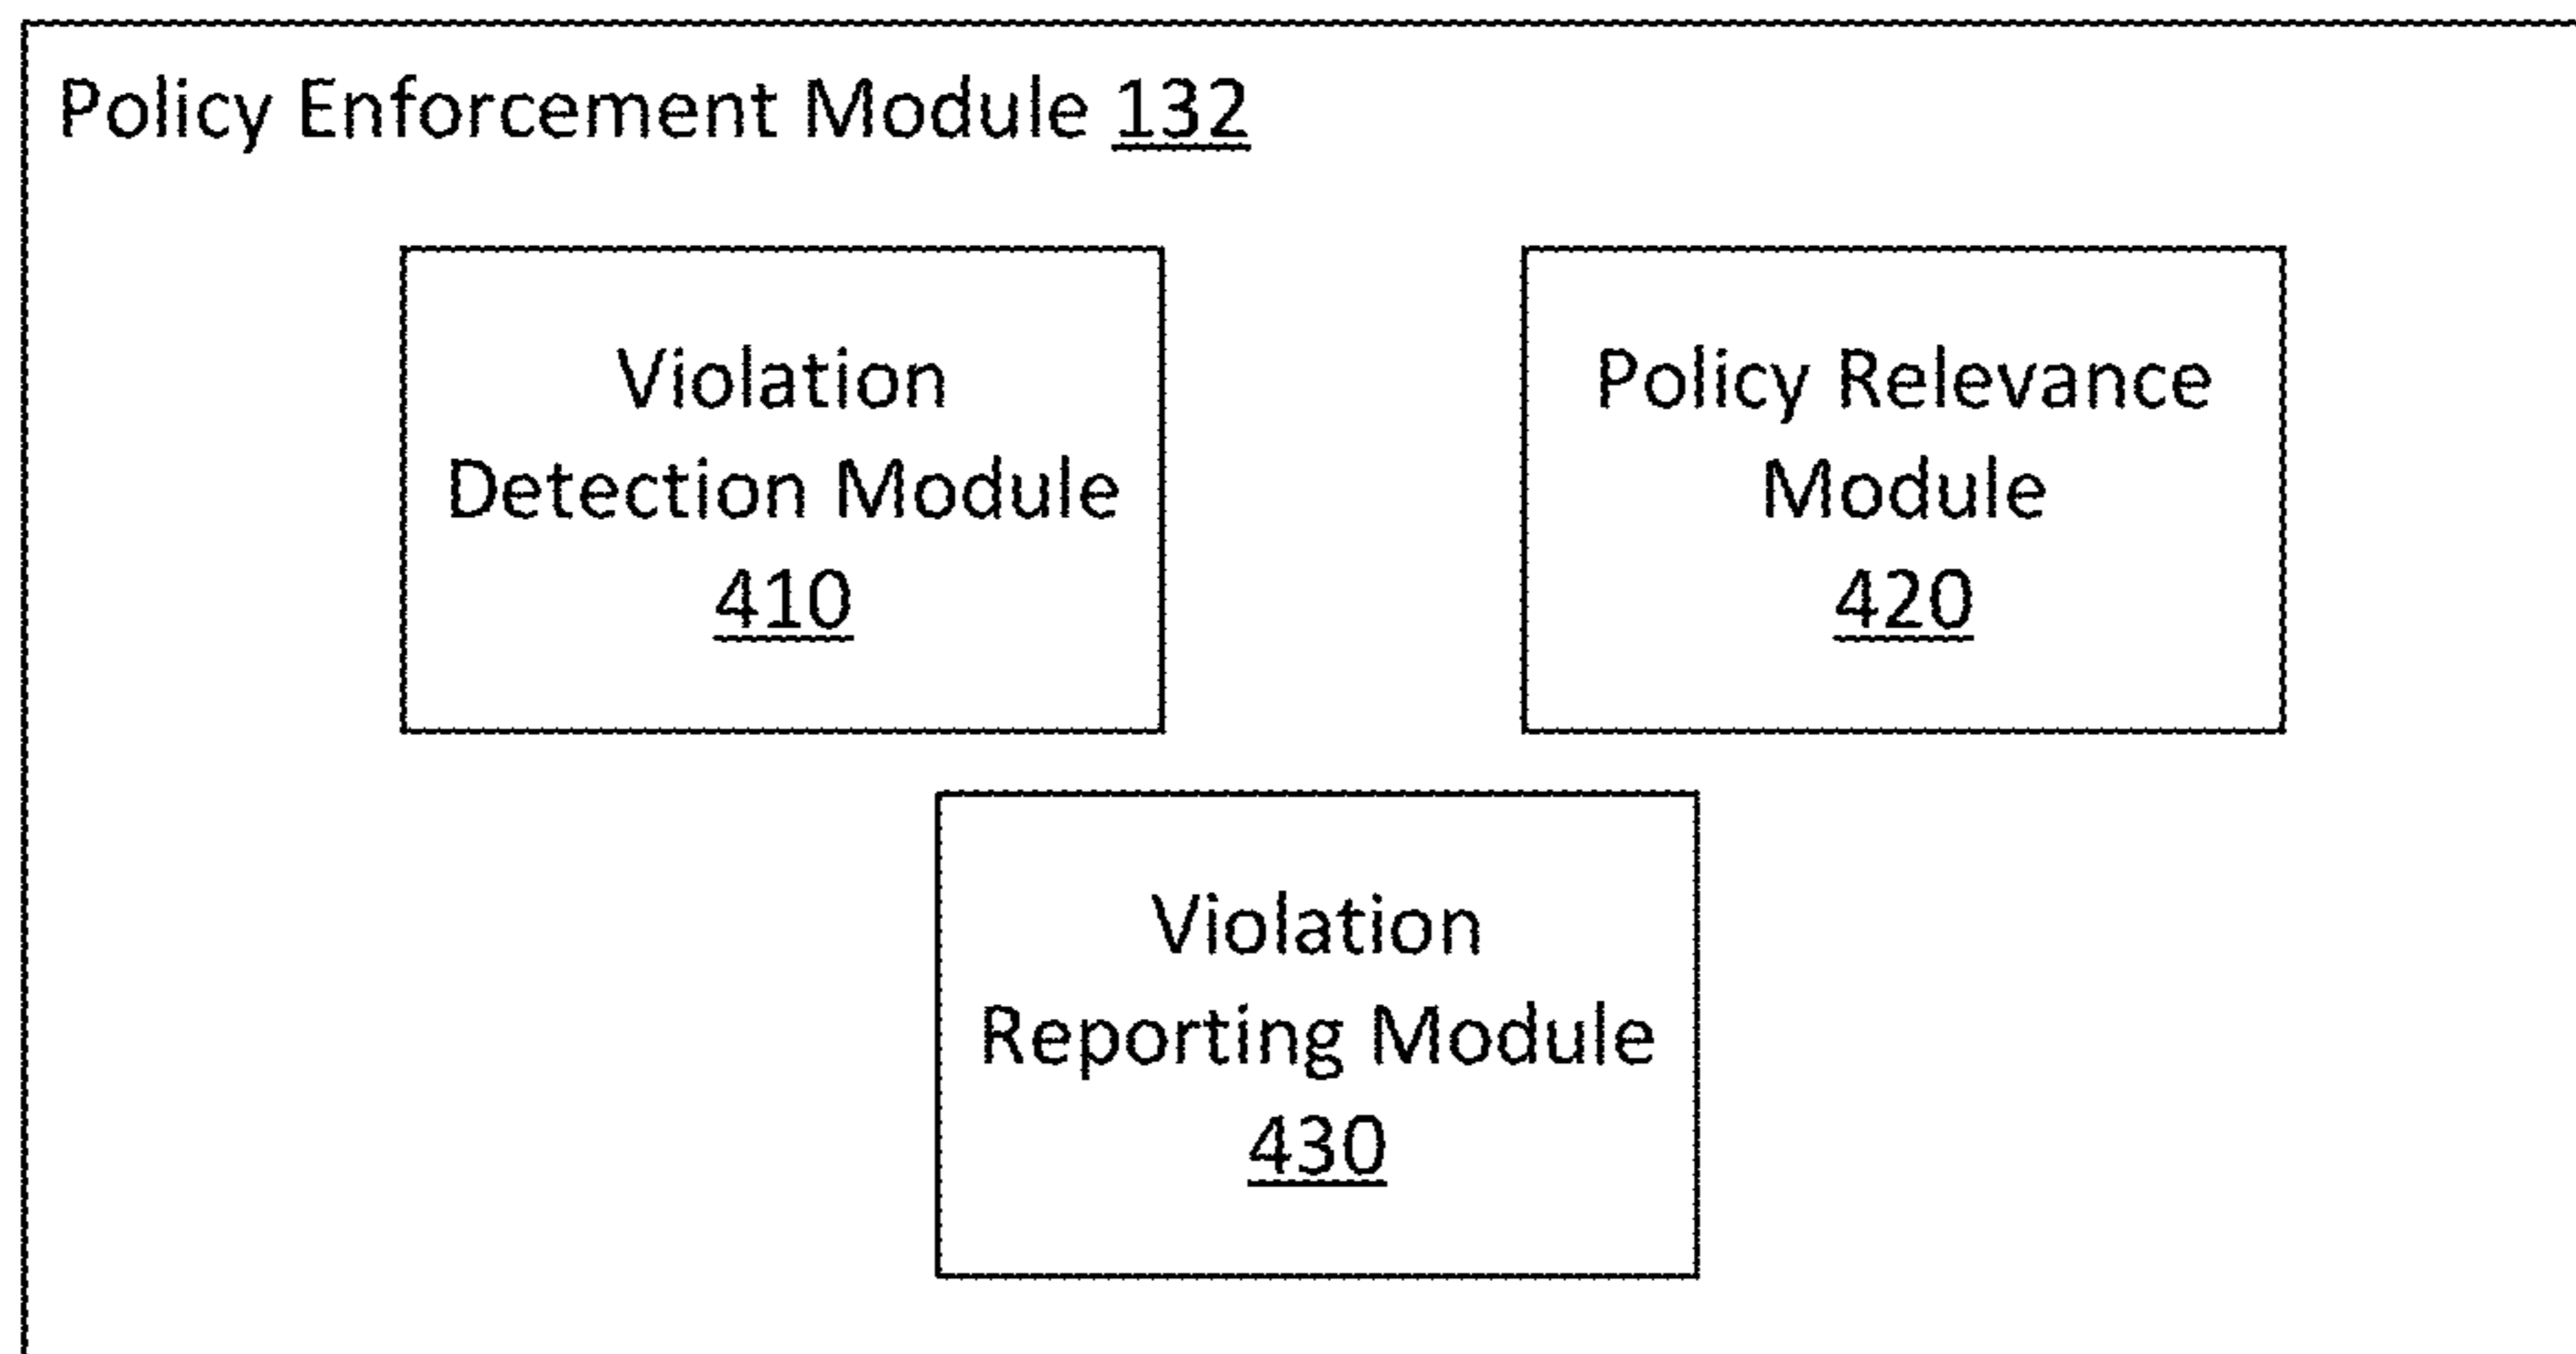 Policy Enforcement Module 132
Violation
Detection Module
410
Policy Relevance
Module
420
Violation
Reporting Module
430